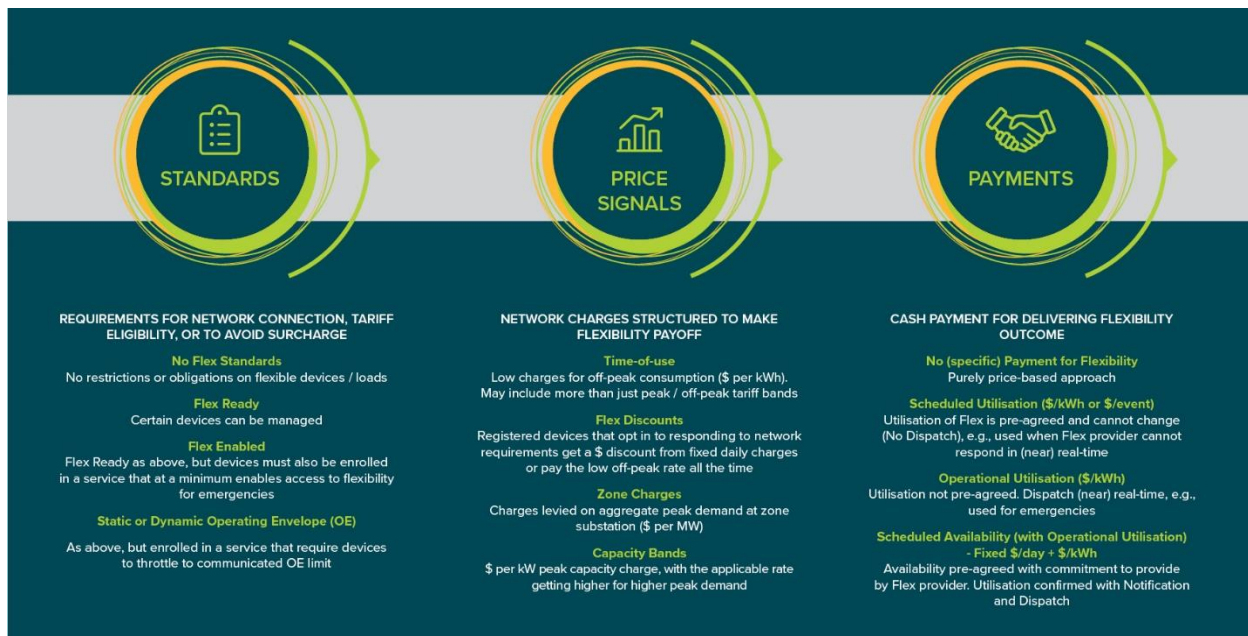 STANDARDS
PRICE
SIGNALS
PAYMENTS
REQUIREMENTS FOR NETWORK CONNECTION, TARIFF
ELIGIBILITY, OR TO AVOID SURCHARGE
No Flex Standards
No restrictions or obligations on flexible devices / loads
Flex Ready
Certain devices can be managed
Flex Enabled
Flex Ready as above, but devices must also be enrolled
in a service that at a minimum enables access to flexibility
for emergencies
Static or Dynamic Operating Envelope (OE)
As above, but enrolled in a service that require devices
to throttle to communicated OE limit
NETWORK CHARGES STRUCTURED TO MAKE
FLEXIBILITY PAYOFF
Time-of-use
Low charges for off-peak consumption ($ per kWh).
May include more than just peak / off-peak tariff bands
Flex Discounts
Registered devices that opt in to responding to network
requirements get a $ discount from fixed daily charges
or pay the low off-peak rate all the time
Zone Charges
Charges levied on aggregate peak demand at zone
substation ($ per MW)
Capacity Bands
$ per kW peak capacity charge, with the applicable rate
getting higher for higher peak demand
CASH PAYMENT FOR DELIVERING FLEXIBILITY
OUTCOME
No (specific) Payment for Flexibility
Purely price-based approach
Scheduled Utilisation ($/kWh or $/event)
Utilisation of Flex is pre-agreed and cannot change
(No Dispatch), e.g., used when Flex provider cannot
respond in (near) real-time
Operational Utilisation ($/kWh)
Utilisation not pre-agreed. Dispatch (near) real-time, e.g.,
used for emergencies
Scheduled Availability (with Operational Utilisation)
- Fixed $/day + $/kWh
Availability pre-agreed with commitment to provide
by Flex provider. Utilisation confirmed with Notification
and Dispatch